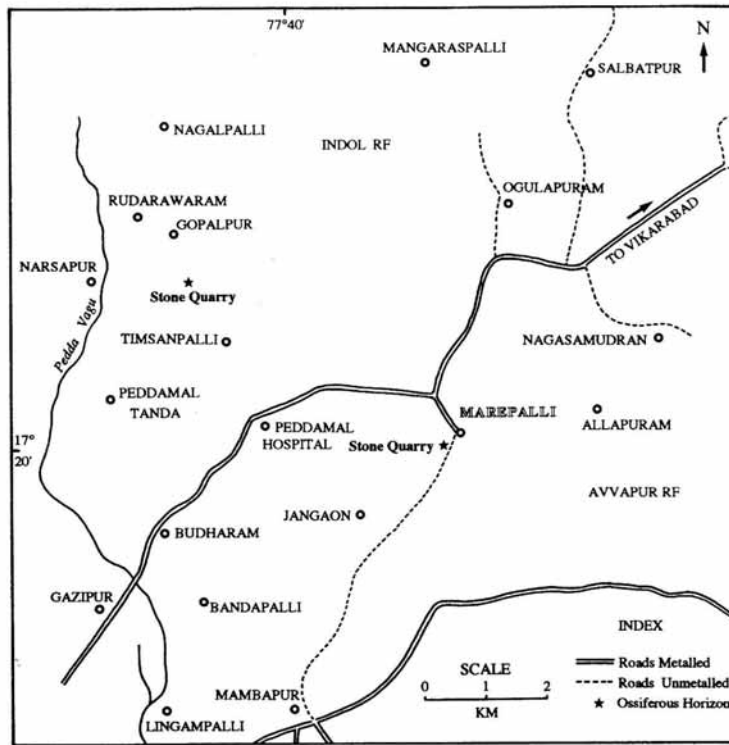 77°40'
N
MANGARASPALLI
SALBATPUR
NAGALPALLI
INDOL RF
RUDARAWARAM
GOPALPUR
OGULAPURAM
TO VIKARABAD
NARSAPUR
Stone Quarry
Pedda Vagu
TIMSANPALLI
NAGASAMUDRAN
PEDDAMAL
TANDA
PEDDAMAL
HOSPITAL
MAREPALLI
ALLAPURAM
Stone Quarry
17°
20'
AVVAPUR RF
JANGAON
BUDHARAM
GAZIPUR
BANDAPALLI
INDEX
SCALE
0 1 2
KM
Roads Metalled
Roads Unmetalled
Ossiferous Horizon
MAMBAPUR
LINGAMPALLI